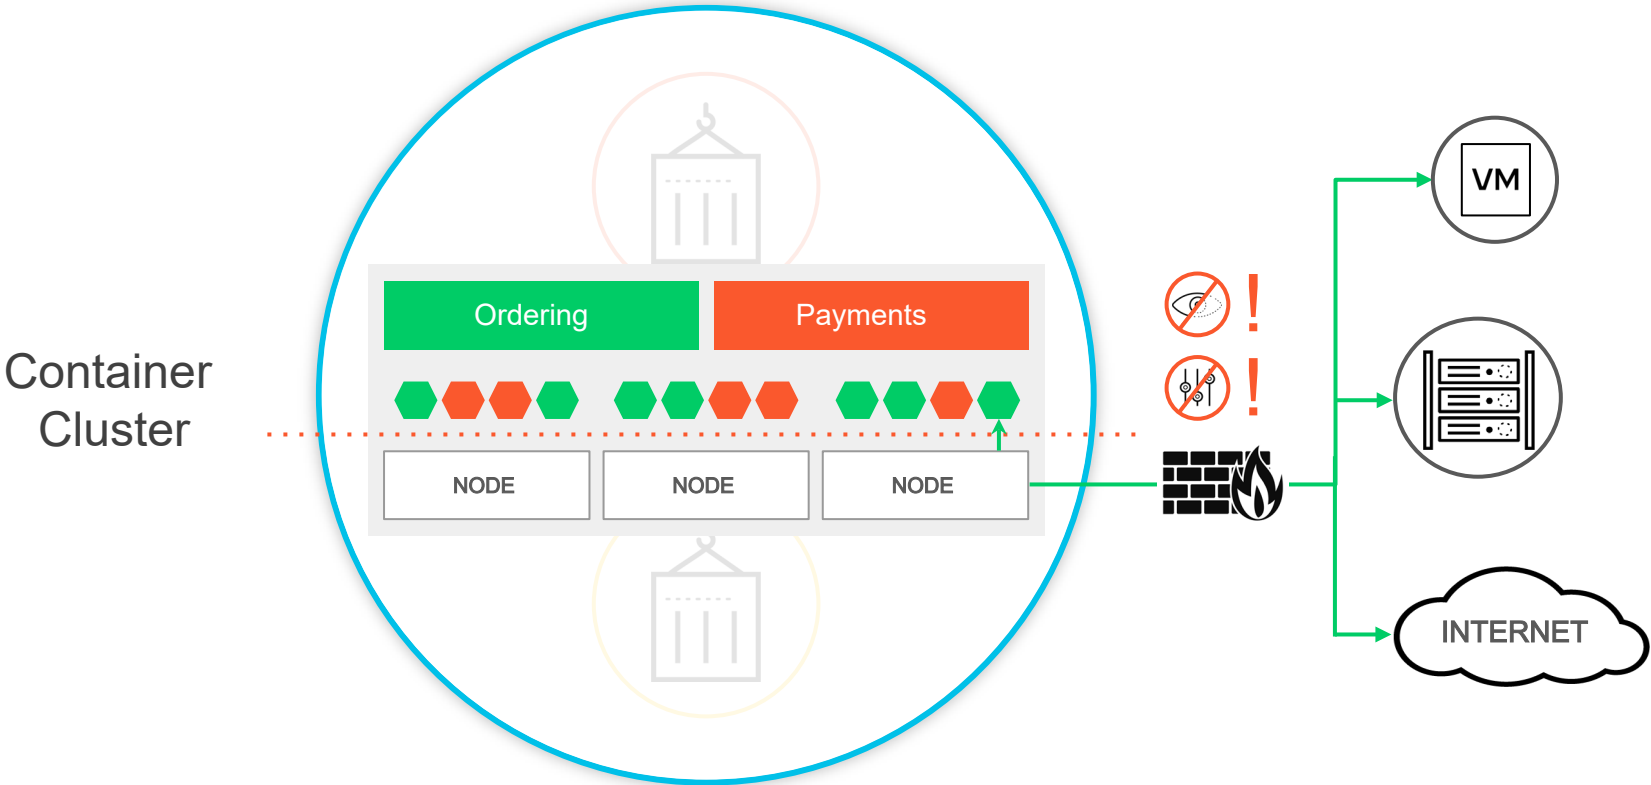 Container
Cluster
Ordering
Payments
NODE
NODE
NODE
VM
INTERNET